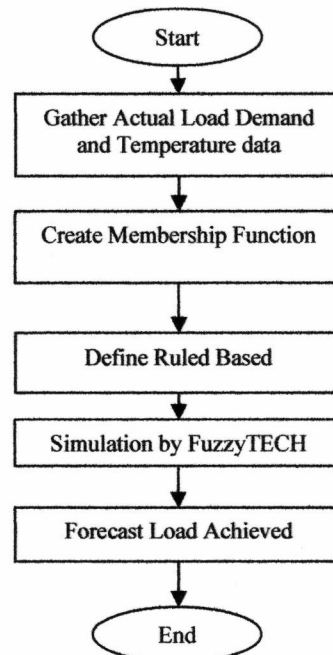 Start
Gather Actual Load Demand
and Temperature data
Create Membership Function
Define Ruled Based
Simulation by FuzzyTECH
Forecast Load Achieved
End